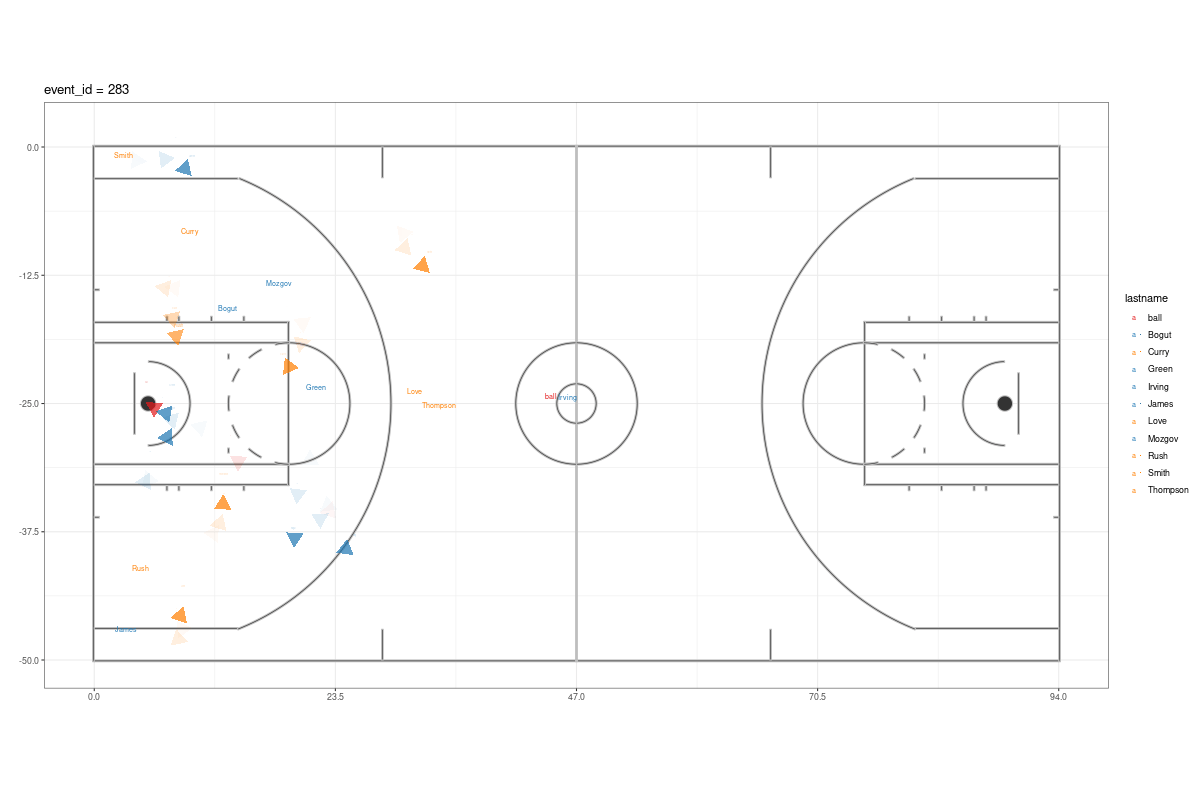 event_id = 283
0.0
-12.5
-25.0
-37.5
-50.0
0.0
23.5
47.0
70.5
94.0
Smith
Curry
Mozgov
Bogut
Green
Love
Thompson
ball
Irving
Rush
James
lastname
a ball
a Bogut
a Curry
a Green
a Irving
a James
a Love
a Mozgov
a Rush
a Smith
a Thompson